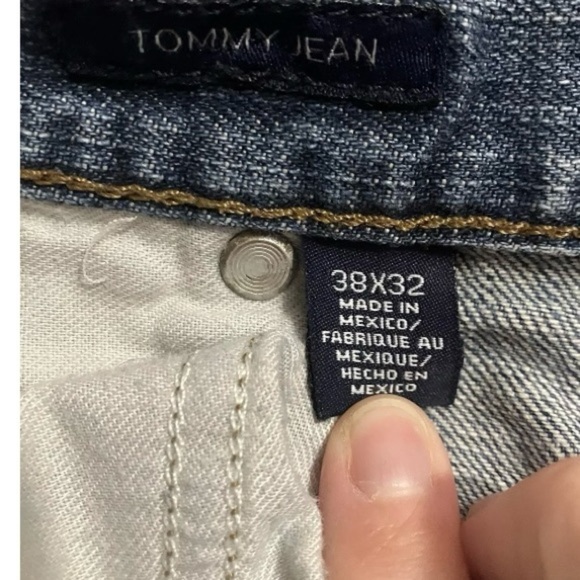 TOMMY JEAN
38X32
MADE IN
MEXICO/
FABRIQUE AU
MEXIQUE/
HECHO EN
MEXICO